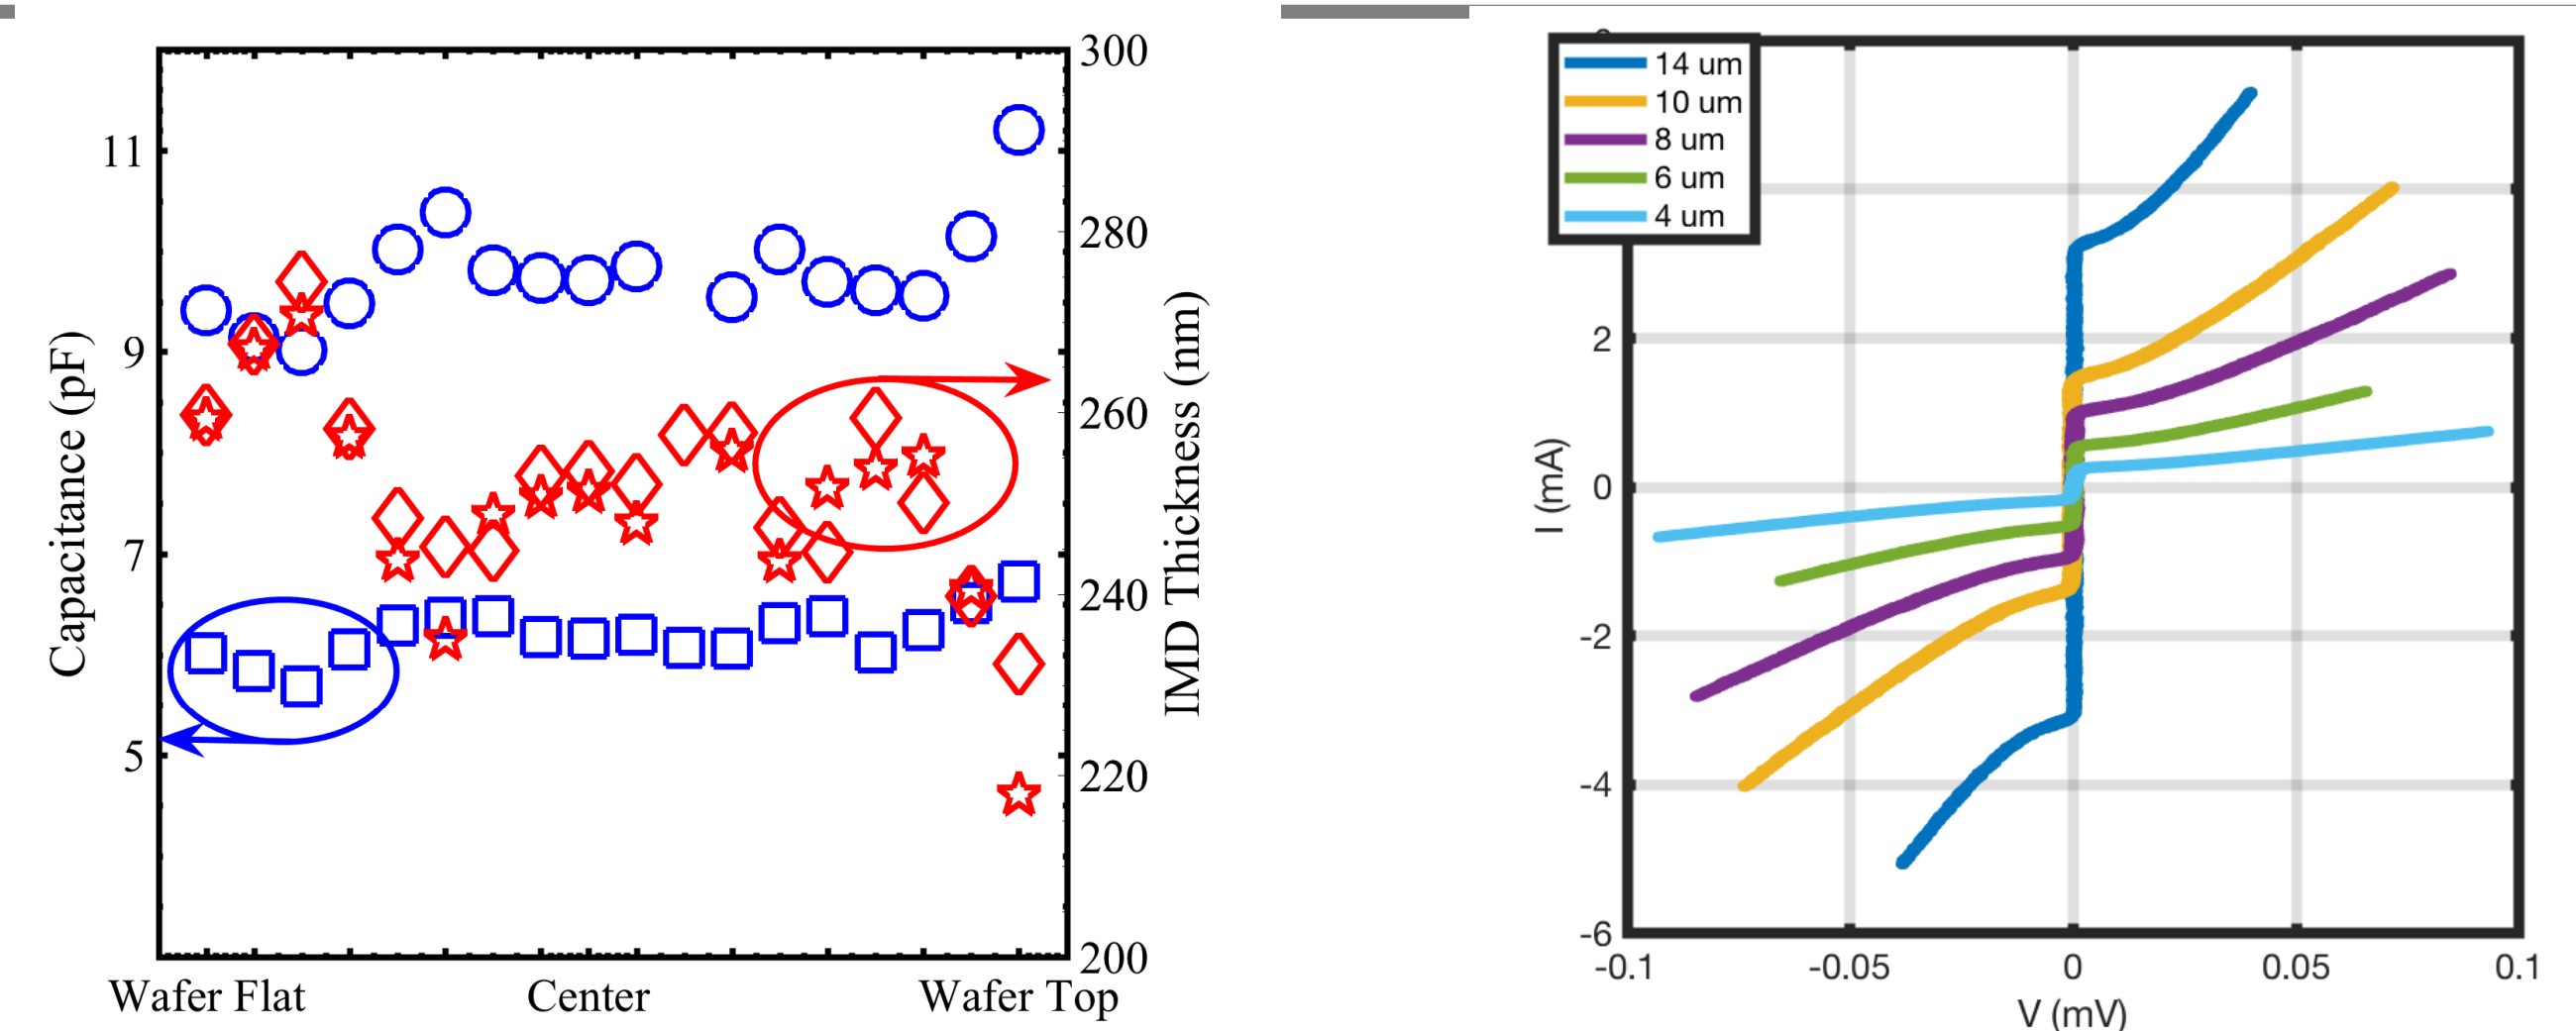 300
11
280
9
260
7
240
5
220
200
Capacitance (pF)
IMD Thickness (nm)
Wafer Flat
Center
Wafer Top
14 um
10 um
8 um
6 um
4 um
2
0
-2
-4
-6
I (mA)
-0.1
-0.05
0
0.05
0.1
V (mV)